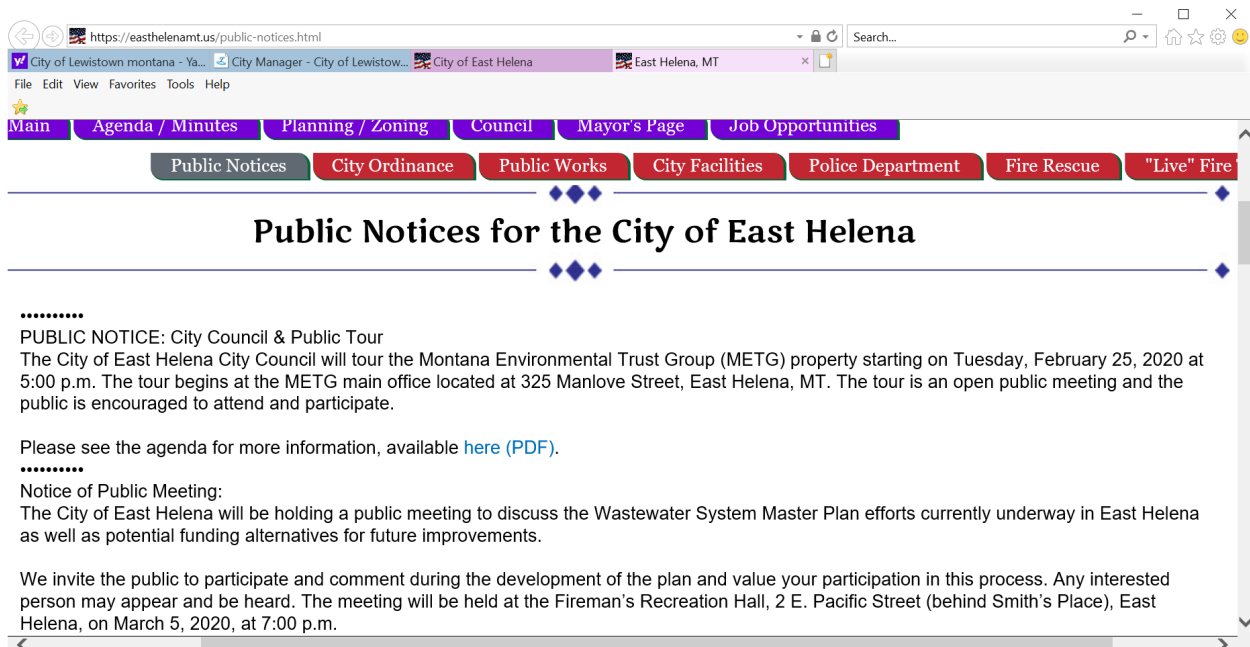 https://easthelenamt.us/public-notices.html
Search...
City of Lewistown montana - Ya...
City Manager - City of Lewistow...
City of East Helena
East Helena, MT
File Edit View Favorites Tools Help
Main Agenda / Minutes Planning / Zoning Council Mayor's Page Job Opportunities
Public Notices City Ordinance Public Works City Facilities Police Department Fire Rescue "Live" Fire
Public Notices for the City of East Helena
••••••••••
PUBLIC NOTICE: City Council & Public Tour
The City of East Helena City Council will tour the Montana Environmental Trust Group (METG) property starting on Tuesday, February 25, 2020 at
5:00 p.m. The tour begins at the METG main office located at 325 Manlove Street, East Helena, MT. The tour is an open public meeting and the
public is encouraged to attend and participate.
Please see the agenda for more information, available here (PDF).
••••••••••
Notice of Public Meeting:
The City of East Helena will be holding a public meeting to discuss the Wastewater System Master Plan efforts currently underway in East Helena
as well as potential funding alternatives for future improvements.
We invite the public to participate and comment during the development of the plan and value your participation in this process. Any interested
person may appear and be heard. The meeting will be held at the Fireman’s Recreation Hall, 2 E. Pacific Street (behind Smith’s Place), East
Helena, on March 5, 2020, at 7:00 p.m.